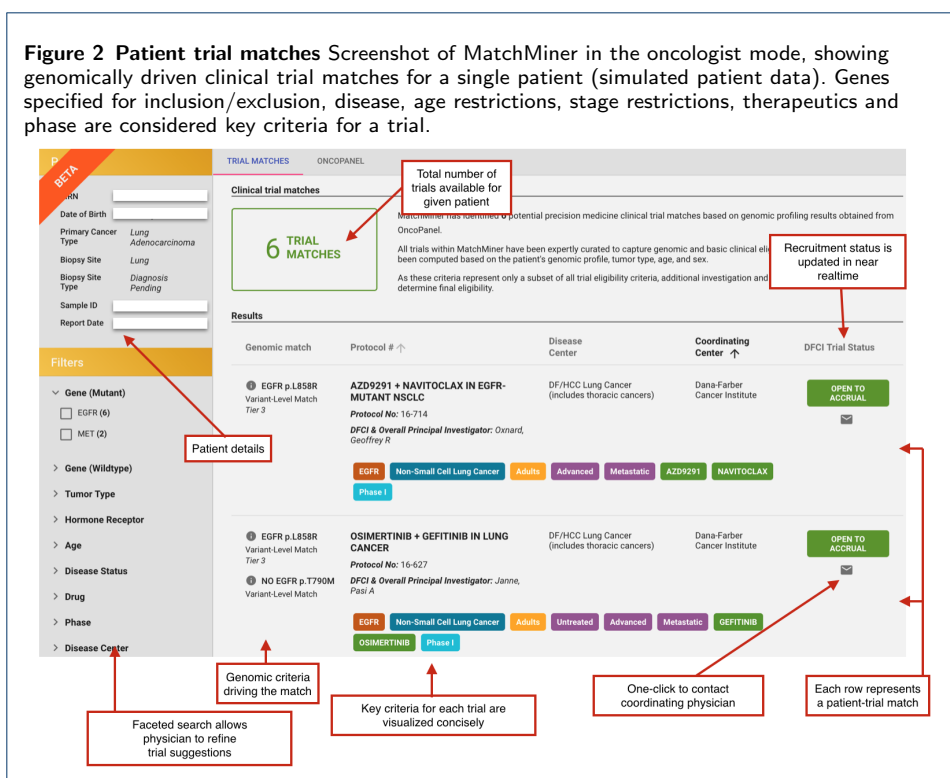 Figure 2 Patient trial matches Screenshot of MatchMiner in the oncologist mode, showing
genomically driven clinical trial matches for a single patient (simulated patient data). Genes
specified for inclusion/exclusion, disease, age restrictions, stage restrictions, therapeutics and
phase are considered key criteria for a trial.
BETA
Date of Birth
Primary Cancer
Type
Lung
Adenocarcinoma
Biopsy Site
Lung
Biopsy Site
Type
Diagnosis
Pending
Sample ID
Report Date
Filters
Gene (Mutant)
EGFR (6)
MET (2)
Gene (Wildtype)
Tumor Type
Hormone Receptor
Age
Disease Status
Drug
Phase
Disease Center
TRIAL MATCHES
ONCOPANEL
Clinical trial matches
6 TRIAL
MATCHES
Total number of
trials available for
given patient
MatchMiner has identified 6 potential precision medicine clinical trial matches based on genomic profiling results obtained from
OncoPanel.
All trials within MatchMiner have been expertly curated to capture genomic and basic clinical
been computed based on the patient's genomic profile, tumor type, age, and sex.
As these criteria represent only a subset of all trial eligibility criteria, additional investigation and
determine final eligibility.
Recruitment status is
updated in near
realtime
Results
Genomic match
Protocol #
Disease
Center
Coordinating
Center
DFCI Trial Status
EGFR p.L858R
Variant-Level Match
Tier 3
AZD9291 + NAVITOCLAX IN EGFR-
MUTANT NSCLC
Protocol No: 16-714
DFCI & Overall Principal Investigator: Oxnard,
Geoffrey R
DF/HCC Lung Cancer
(includes thoracic cancers)
Dana-Farber
Cancer Institute
OPEN TO
ACCRUAL
Patient details
EGFR Non-Small Cell Lung Cancer Adults Advanced Metastatic AZD9291 NAVITOCLAX
Phase I
EGFR p.L858R
Variant-Level Match
Tier 3
NO EGFR p.T790M
Variant-Level Match
OSIMERTINIB + GEFITINIB IN LUNG
CANCER
Protocol No: 16-627
DFCI & Overall Principal Investigator: Janne,
Pasi A
DF/HCC Lung Cancer
(includes thoracic cancers)
Dana-Farber
Cancer Institute
OPEN TO
ACCRUAL
EGFR Non-Small Cell Lung Cancer Adults Untreated Advanced Metastatic GEFITINIB
OSIMERTINIB Phase I
Genomic criteria
driving the match
Key criteria for each trial are
visualized concisely
One-click to contact
coordinating physician
Each row represents
a patient-trial match
Faceted search allows
physician to refine
trial suggestions